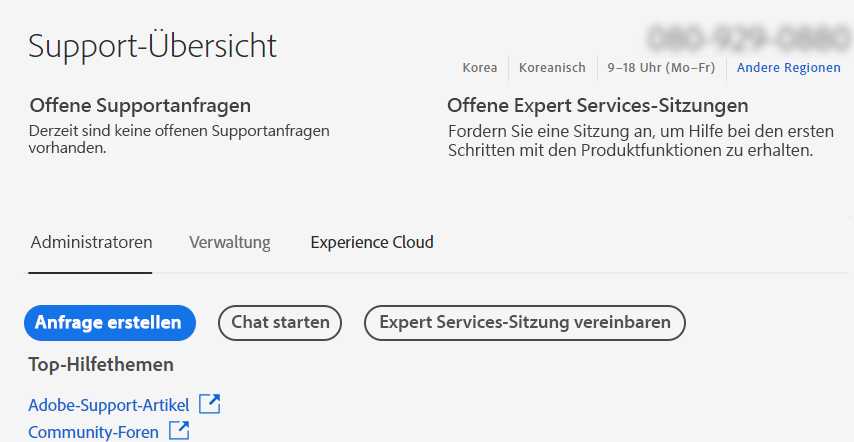 Support-Übersicht
Korea
Koreanisch
9–18 Uhr (Mo–Fr)
Andere Regionen
Offene Supportanfragen
Derzeit sind keine offenen Supportanfragen
vorhanden.
Offene Expert Services-Sitzungen
Fordern Sie eine Sitzung an, um Hilfe bei den ersten
Schritten mit den Produktfunktionen zu erhalten.
Administratoren
Verwaltung
Experience Cloud
Anfrage erstellen
Chat starten
Expert Services-Sitzung vereinbaren
Top-Hilfethemen
Adobe-Support-Artikel
Community-Foren